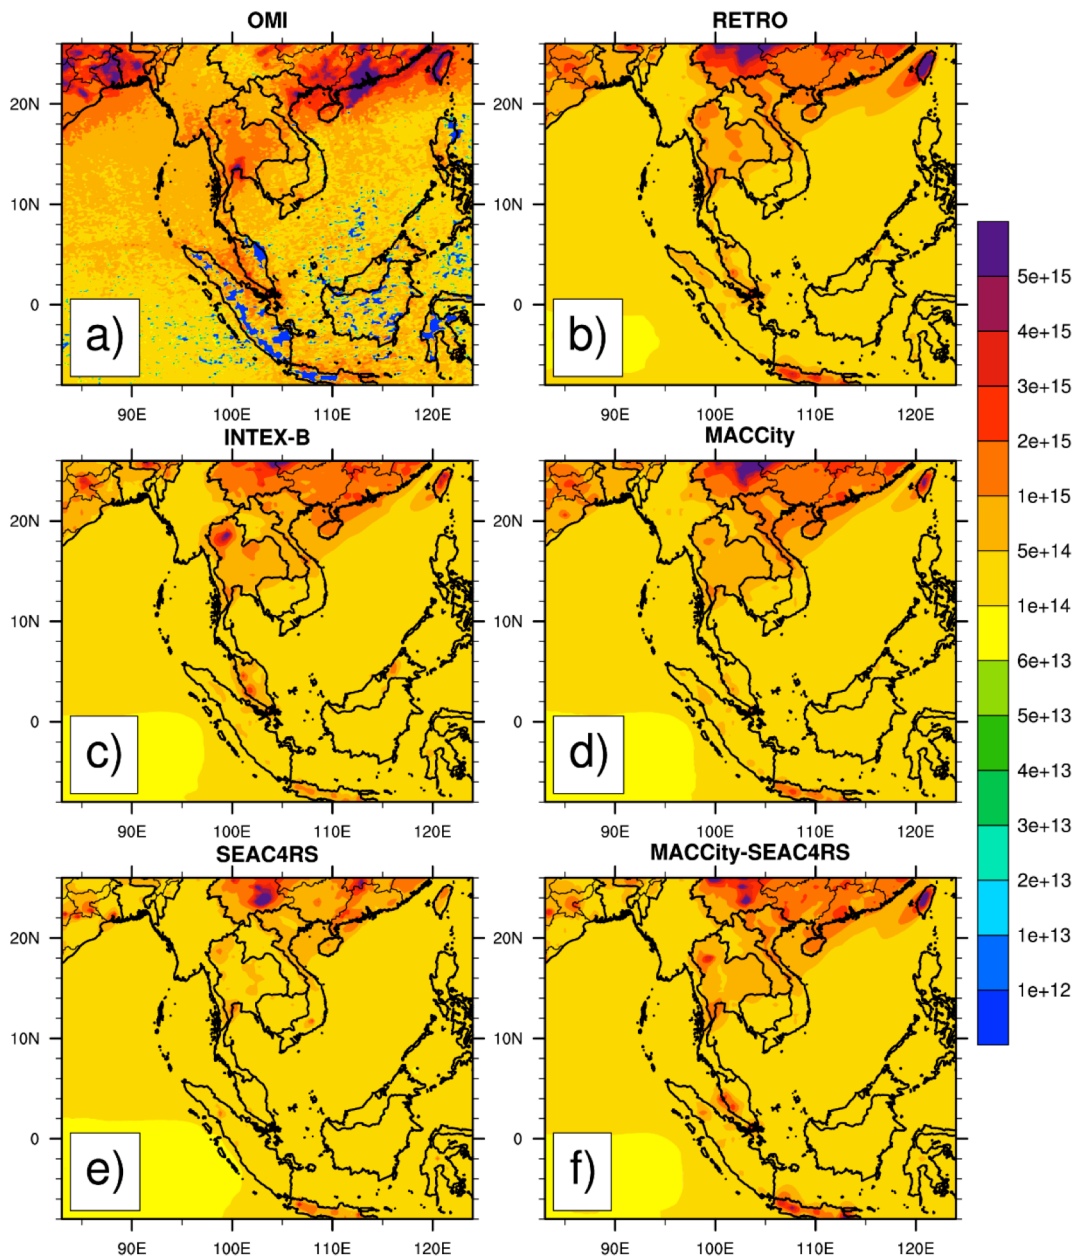 OMI RETRO
20N 20N
10N 10N
0 0
a) b)
90E 100E 110E 120E 90E 100E 110E 120E
INTEX-B MACCity
20N 20N
10N 10N
0 0
c) d)
90E 100E 110E 120E 90E 100E 110E 120E
SEAC4RS MACCity-SEAC4RS
20N 20N
10N 10N
0 0
e) f)
90E 100E 110E 120E 90E 100E 110E 120E
5e+15
4e+15
3e+15
2e+15
1e+15
5e+14
1e+14
6e+13
5e+13
4e+13
3e+13
2e+13
1e+13
1e+12